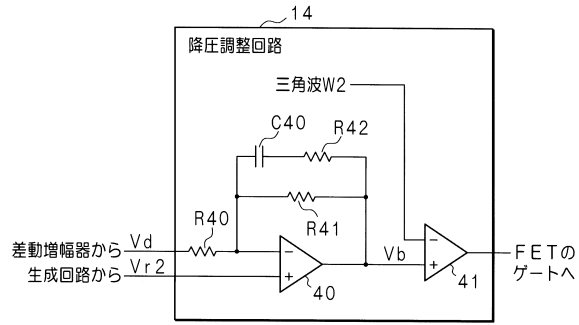 14
降圧調整回路
三角波W2
C40
R42
R40
R41
差動増幅器から Vd
生成回路から Vr2
40
Vb
41
FETの
ゲートへ